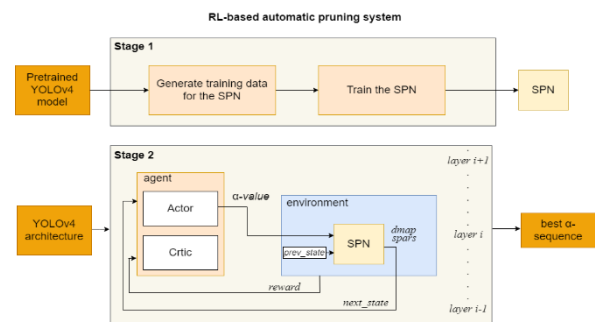 RL-based automatic pruning system
Stage 1
Pretrained
YOLOv4
model
Generate training data
for the SPN
Train the SPN
SPN
Stage 2
layer i+1
agent
α-value
Actor
environment
YOLOv4
architecture
dmap
spars
SPN
layer i
best α-
sequence
prev_state
Crtic
reward
next_state
layer i-1